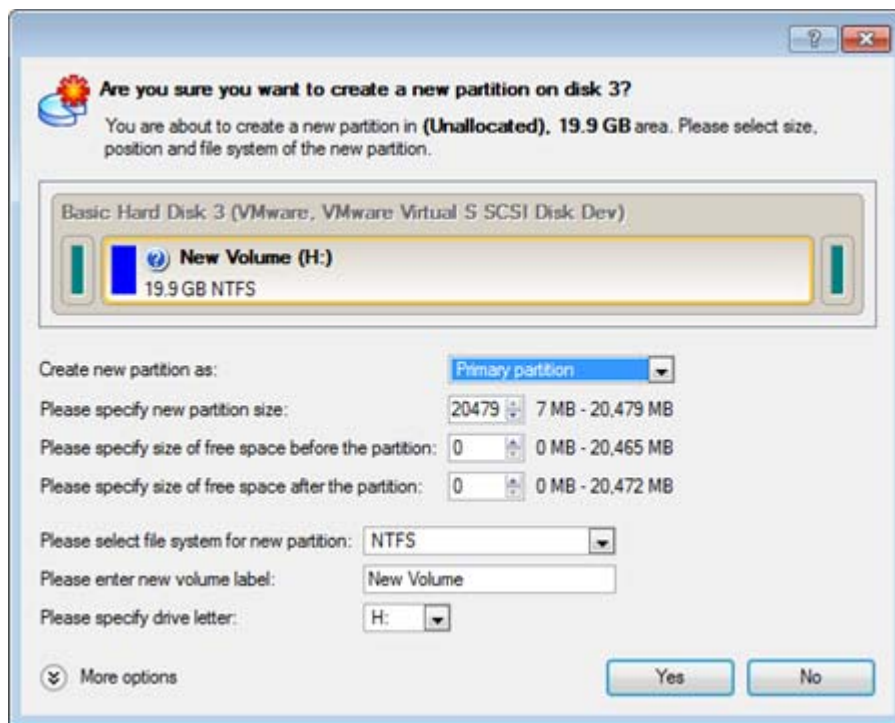 Are you sure you want to create a new partition on disk 3?
You are about to create a new partition in (Unallocated), 19.9 GB area. Please select size,
position and file system of the new partition.
Basic Hard Disk 3 (VMware, VMware Virtual S SCSI Disk Dev)
New Volume (H:)
19.9 GB NTFS
Create new partition as: Primary partition
Please specify new partition size: 20479 7 MB - 20,479 MB
Please specify size of free space before the partition: 0 0 MB - 20,465 MB
Please specify size of free space after the partition: 0 0 MB - 20,472 MB
Please select file system for new partition: NTFS
Please enter new volume label: New Volume
Please specify drive letter: H:
More options Yes No